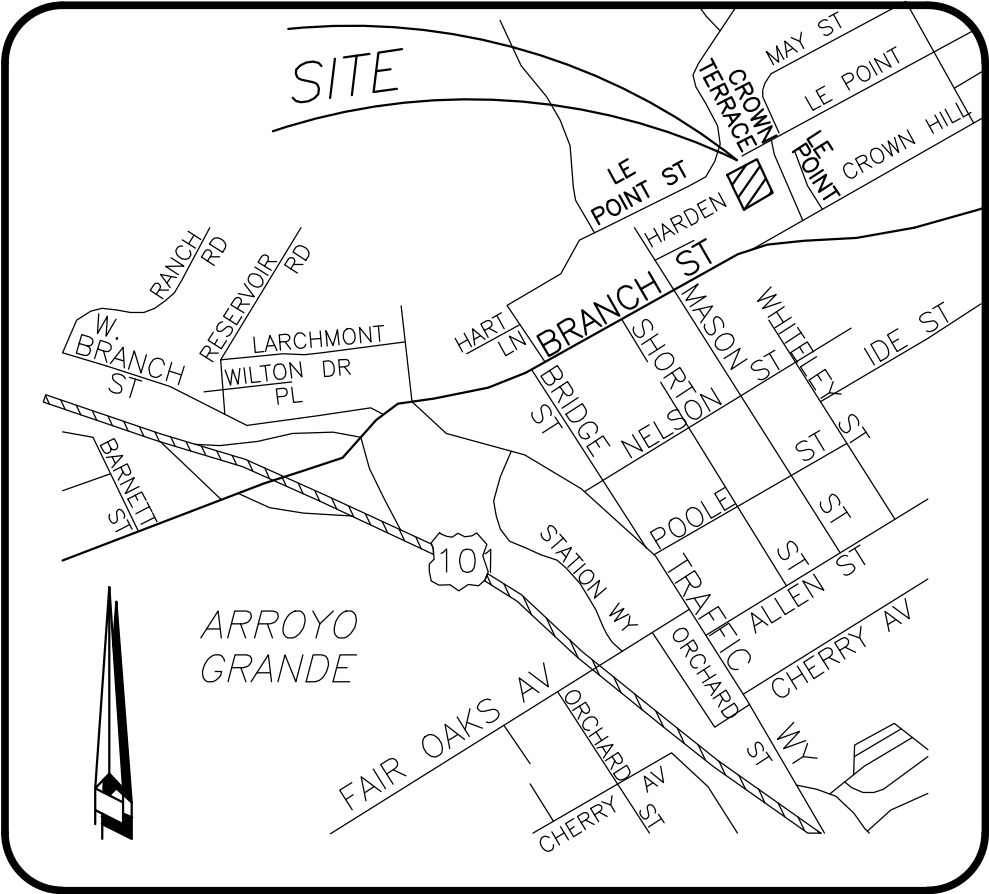 SITE
MAY ST
LE POINT
CROWN
TERRACE
LE
POINT
CROWN HILL
LE
POINT ST
HARDEN
BRANCH ST
RANCH
RD
RESERVOIR
RD
W.
BRANCH
ST
LARCHMONT
WILTON DR
PL
HART
LN
MASON
ST
WHITELEY
ST
IDE ST
SHORTON
ST
BRIDGE
ST
NELSON ST
POOLE ST
BARNETT
ST
101
STATION WY
TRAFFIC WY
ALLEN ST
CHERRY AV
ORCHARD
ST
ARROYO
GRANDE
FAIR OAKS AV
ORCHARD
ST
CHERRY AV